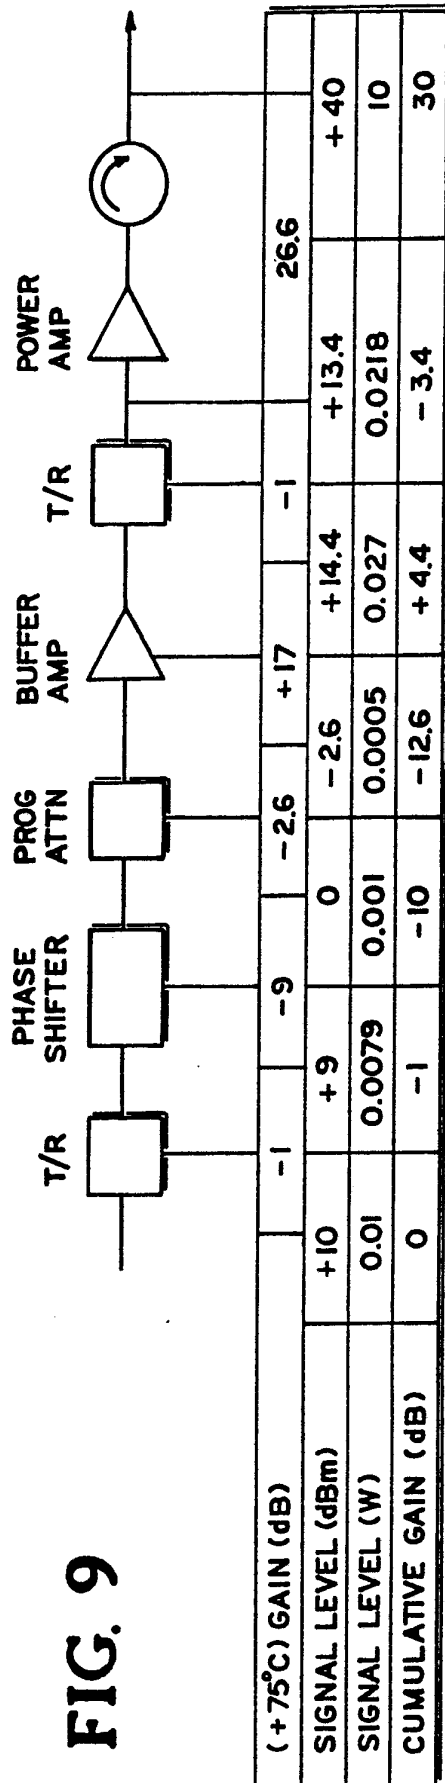 FIG. 9
T/R
PHASE
SHIFTER
PROG
ATTN
BUFFER
AMP
T/R
POWER
AMP
(+75°C) GAIN (dB) -1 -9 -2.6 +17 -1 26.6
SIGNAL LEVEL (dBm) +10 +9 0 -2.6 +14.4 +13.4 +40
SIGNAL LEVEL (W) 0.01 0.0079 0.001 0.0005 0.027 0.0218 10
CUMULATIVE GAIN (dB) 0 -1 -10 -12.6 +4.4 -3.4 30